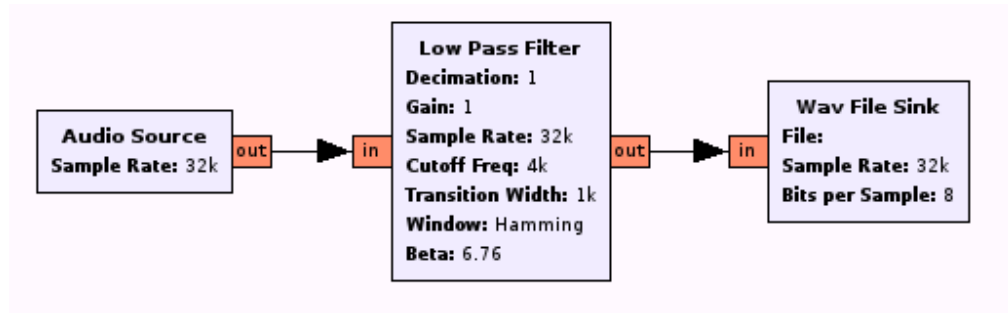 Audio Source
Sample Rate: 32k
out
in
Low Pass Filter
Decimation: 1
Gain: 1
Sample Rate: 32k
Cutoff Freq: 4k
Transition Width: 1k
Window: Hamming
Beta: 6.76
out
in
Wav File Sink
File:
Sample Rate: 32k
Bits per Sample: 8